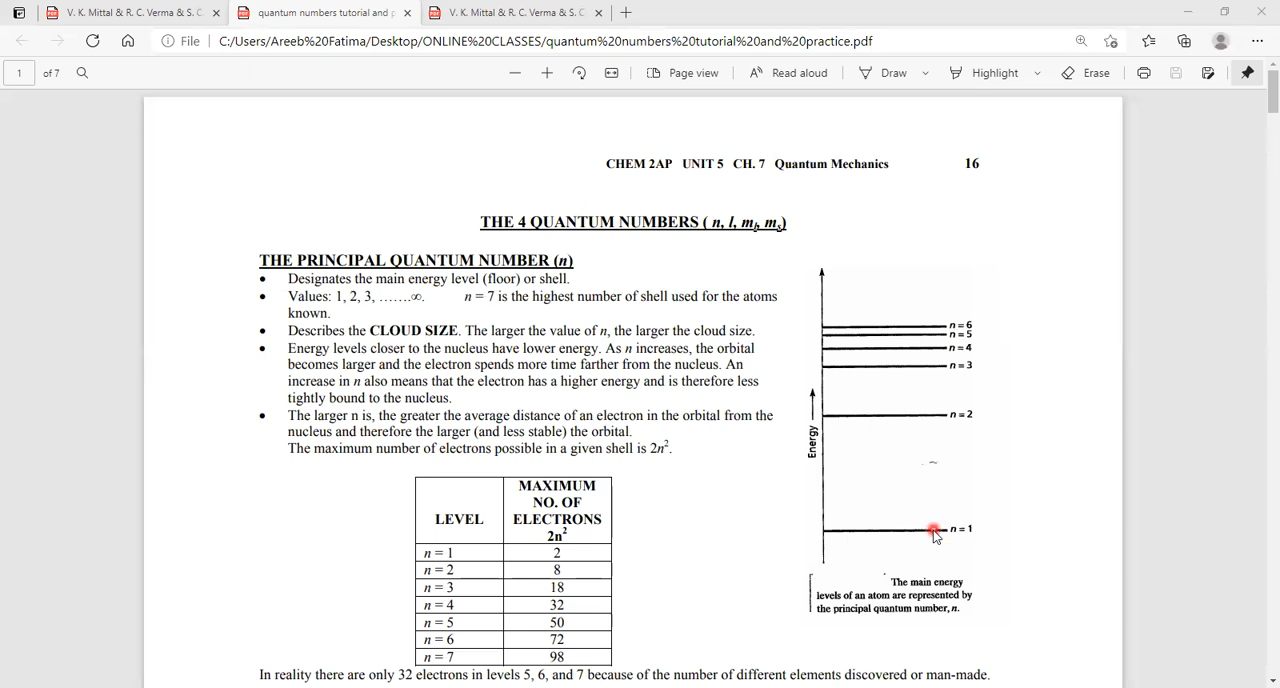 V. K. Mittal & R. C. Verma & S. C
quantum numbers tutorial and p
V. K. Mittal & R. C. Verma & S. C
File
C:/Users/Areeb%20Fatima/Desktop/ONLINE%20CLASSES/quantum%20numbers%20tutorial%20and%20practice.pdf
1 of 7
Page view
Read aloud
Draw
Highlight
Erase
CHEM 2AP UNIT 5 CH. 7 Quantum Mechanics 16
THE 4 QUANTUM NUMBERS ( n, l, ml, ms)
THE PRINCIPAL QUANTUM NUMBER (n)
• Designates the main energy level (floor) or shell.
• Values: 1, 2, 3, …….∞. n = 7 is the highest number of shell used for the atoms
known.
• Describes the CLOUD SIZE. The larger the value of n, the larger the cloud size.
• Energy levels closer to the nucleus have lower energy. As n increases, the orbital
becomes larger and the electron spends more time farther from the nucleus. An
increase in n also means that the electron has a higher energy and is therefore less
tightly bound to the nucleus.
• The larger n is, the greater the average distance of an electron in the orbital from the
nucleus and therefore the larger (and less stable) the orbital.
The maximum number of electrons possible in a given shell is 2n².
LEVEL
MAXIMUM
NO. OF
ELECTRONS
2n²
n = 1 2
n = 2 8
n = 3 18
n = 4 32
n = 5 50
n = 6 72
n = 7 98
Energy
n = 6
n = 5
n = 4
n = 3
n = 2
n = 1
The main energy
levels of an atom are represented by
the principal quantum number, n.
In reality there are only 32 electrons in levels 5, 6, and 7 because of the number of different elements discovered or man-made.